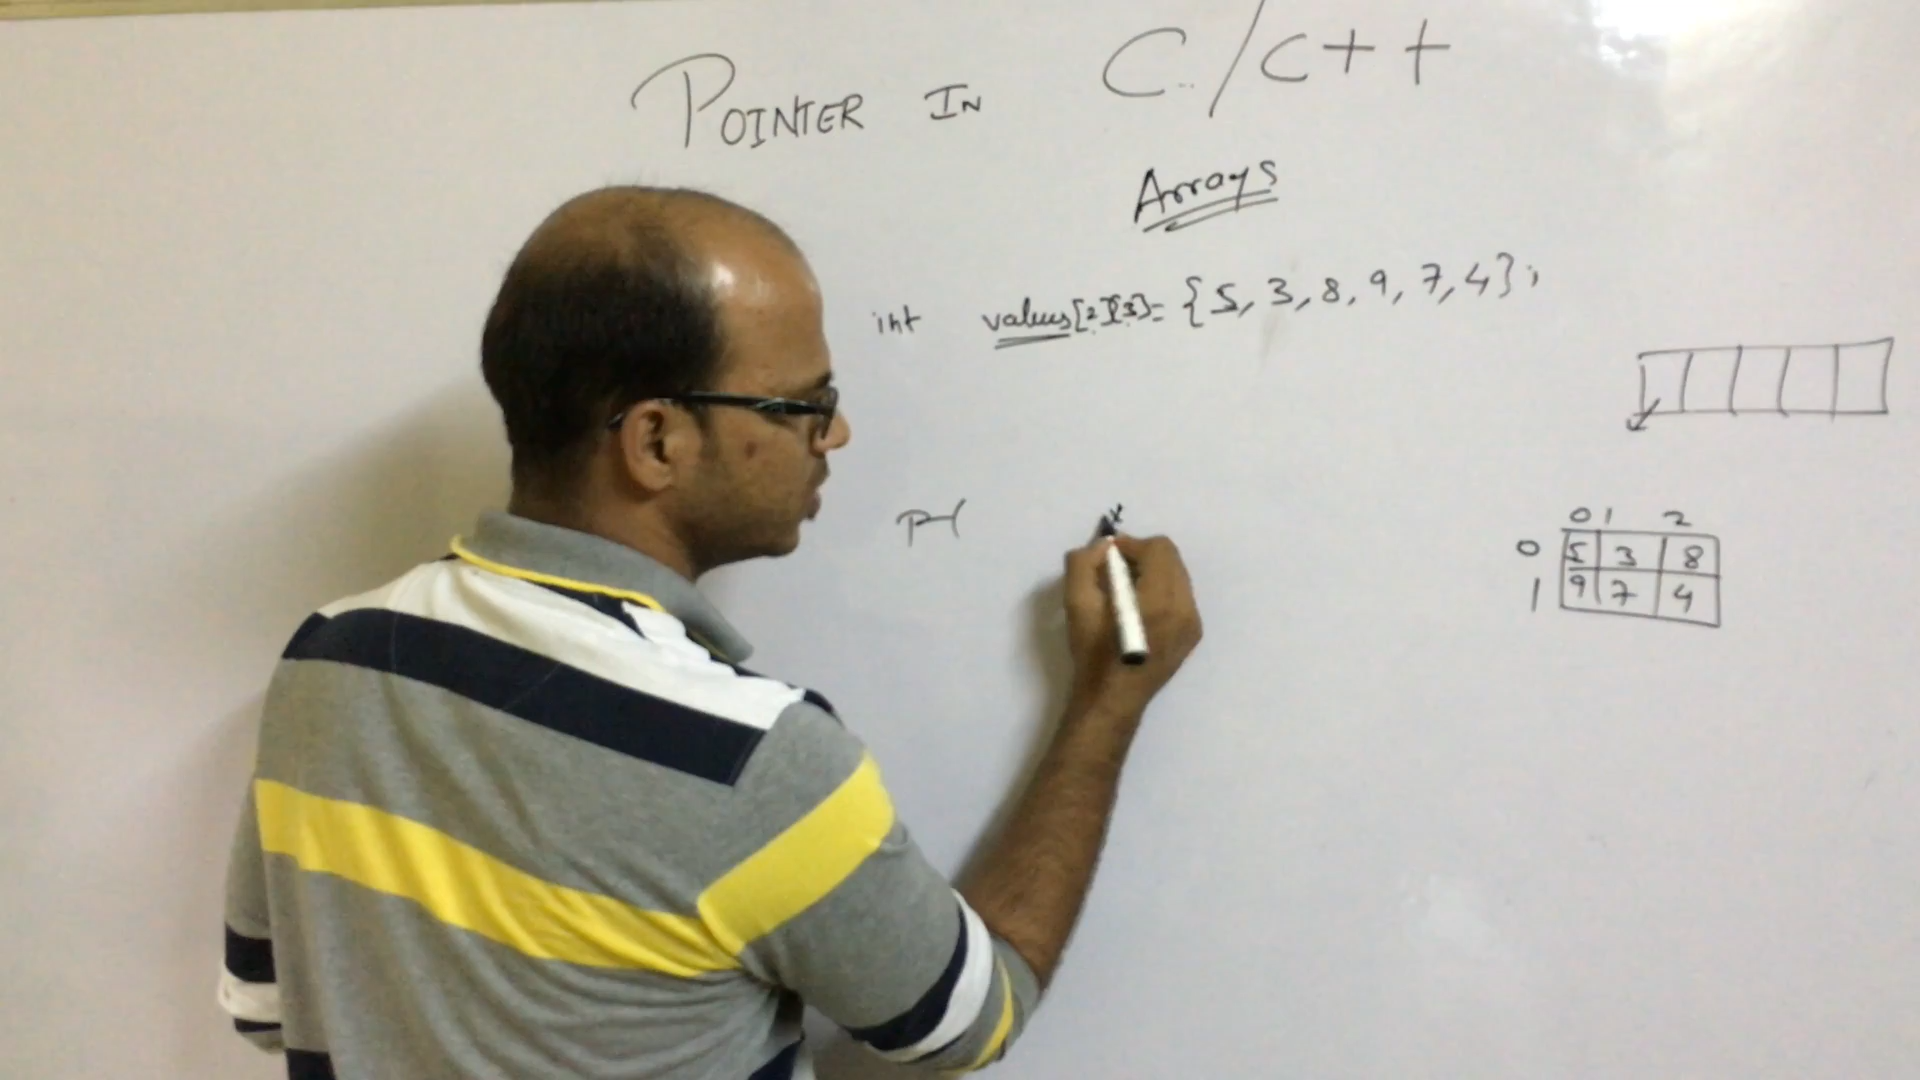 POINTER IN C/C++
Arrays
int values[2][3]= {5, 3, 8, 9, 7, 4};
0 1 2
0 5 3 8
1 9 7 4